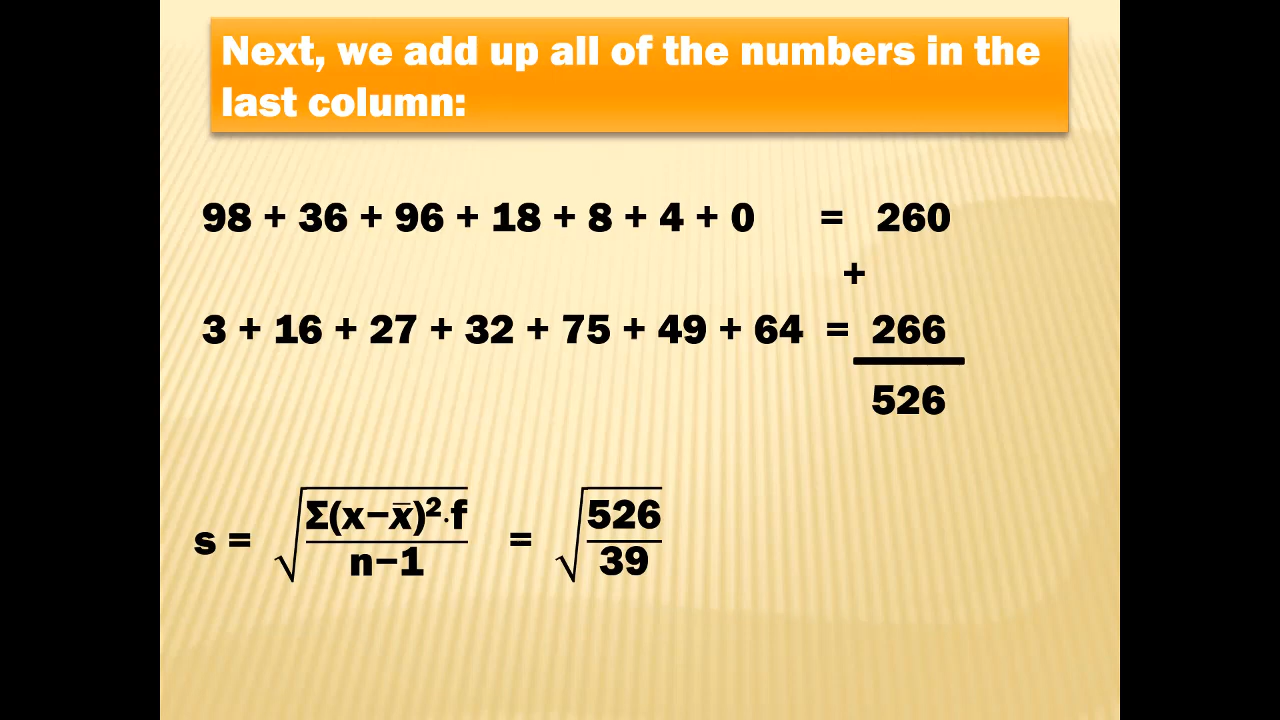 Next, we add up all of the numbers in the
last column:
98 + 36 + 96 + 18 + 8 + 4 + 0 = 260
+
3 + 16 + 27 + 32 + 75 + 49 + 64 = 266
526
s = √(Σ(x−x̅)²·f / n−1) = √(526 / 39)